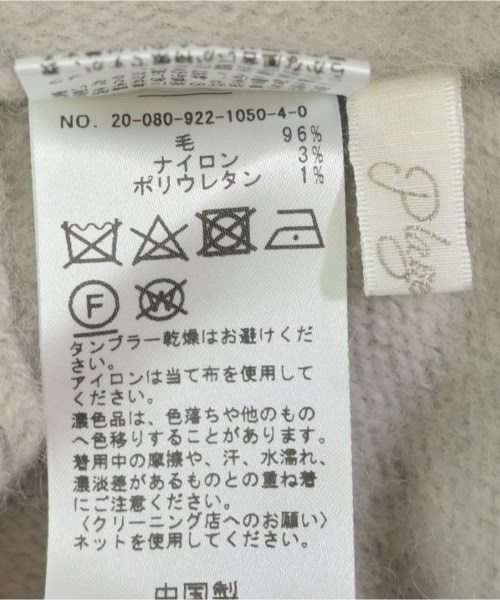 NO. 20-080-922-1050-4-0
毛 96%
ナイロン 3%
ポリウレタン 1%
F
W
タンブラー乾燥はお避けくだ
さい。
アイロンは当て布を使用して
ください。
濃色品は、色落ちや他のもの
へ色移りすることがあります。
着用中の摩擦や、汗、水濡れ、
濃淡差があるものとの重ね着
にご注意ください。
〈クリーニング店へのお願い〉
ネットを使用してください。
中国製